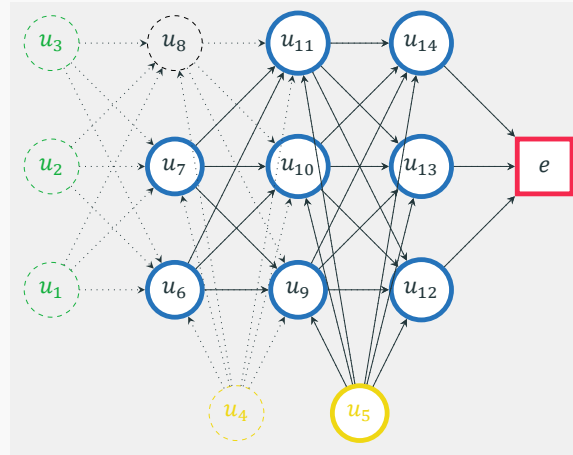 u₃ u₈ u₁₁ u₁₄
u₂ u₇ u₁₀ u₁₃ e
u₁ u₆ u₉ u₁₂
u₄ u₅